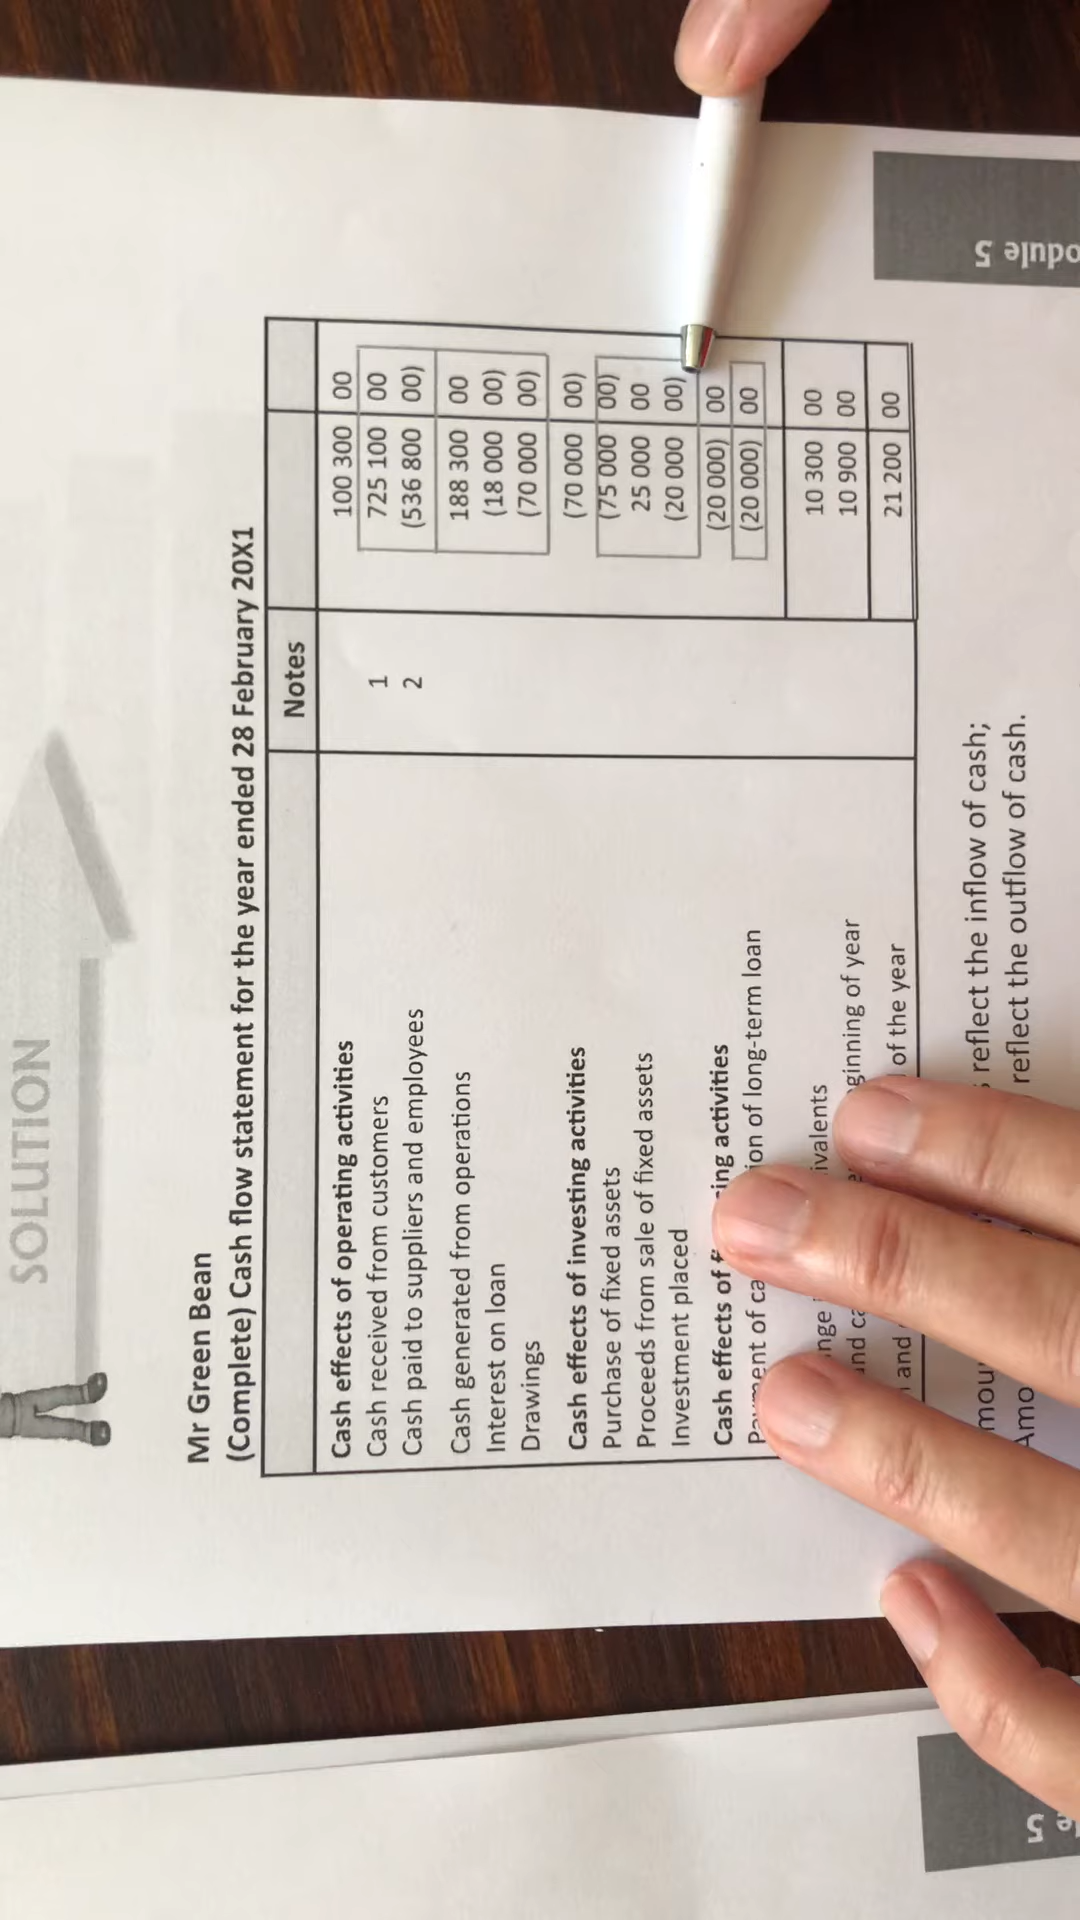 SOLUTION
Mr Green Bean
(Complete) Cash flow statement for the year ended 28 February 20X1
Notes
Cash effects of operating activities 100 300 00
Cash received from customers 1 725 100 00
Cash paid to suppliers and employees 2 (536 800 00)
Cash generated from operations 188 300 00
Interest on loan (18 000 00)
Drawings (70 000 00)
Cash effects of investing activities (70 000 00)
Purchase of fixed assets (75 000 00)
Proceeds from sale of fixed assets 25 000 00
Investment placed (20 000 00)
Cash effects of activities (20 000) 00
of long-term loan (20 000) 00
10 300 00
of year 10 900 00
and of the year 21 200 00
reflect the inflow of cash;
reflect the outflow of cash.
5
5